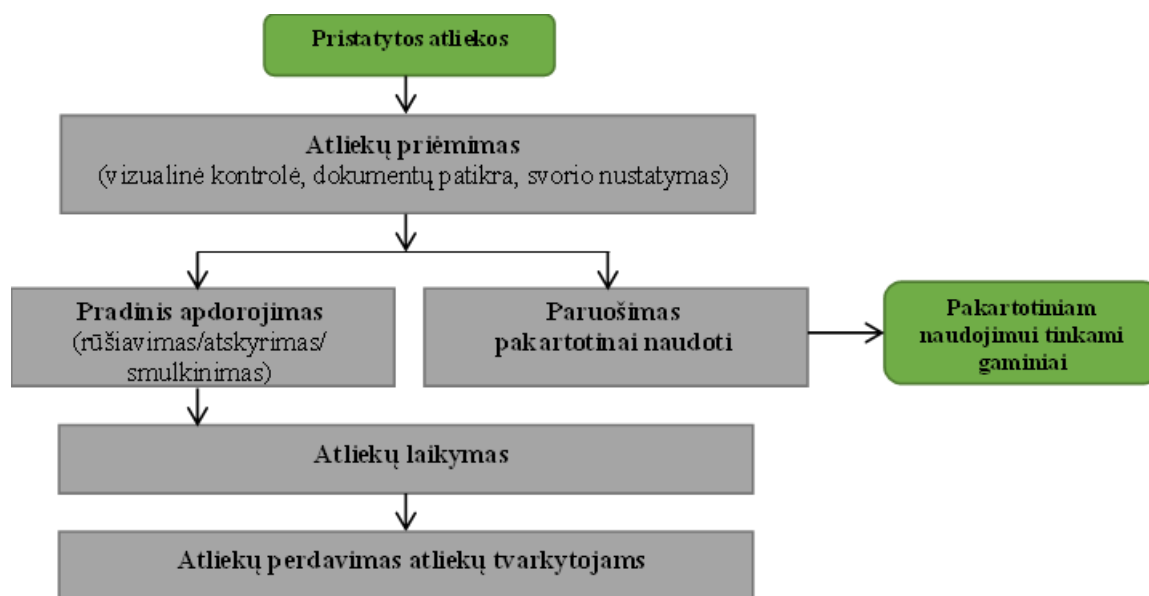 Pristatytos atliekos
Atliekų priėmimas
(vizualinė kontrolė, dokumentų patikra, svorio nustatymas)
Pradinis apdorojimas
(rūšiavimas/atskyrimas/
smulkinimas)
Paruošimas
pakartotinai naudoti
Pakartotiniam
naudojimui tinkami
gaminiai
Atliekų laikymas
Atliekų perdavimas atliekų tvarkytojams